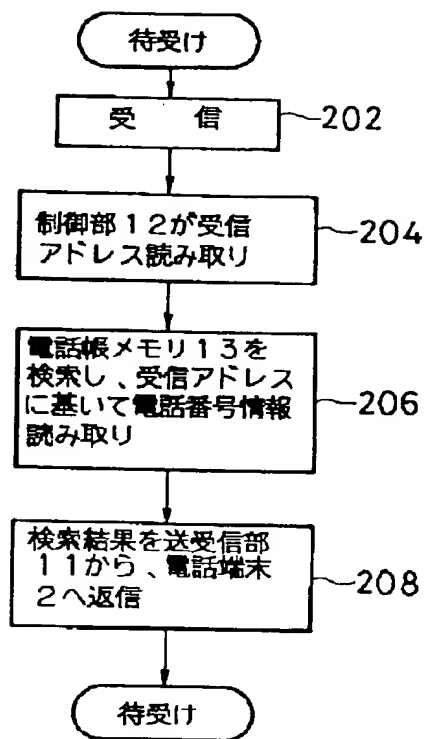 待受け
受 信
202
制御部12が受信
アドレス読み取り
204
電話帳メモリ13を
検索し、受信アドレス
に基いて電話番号情報
読み取り
206
検索結果を送受信部
11から、電話端末
2へ返信
208
待受け